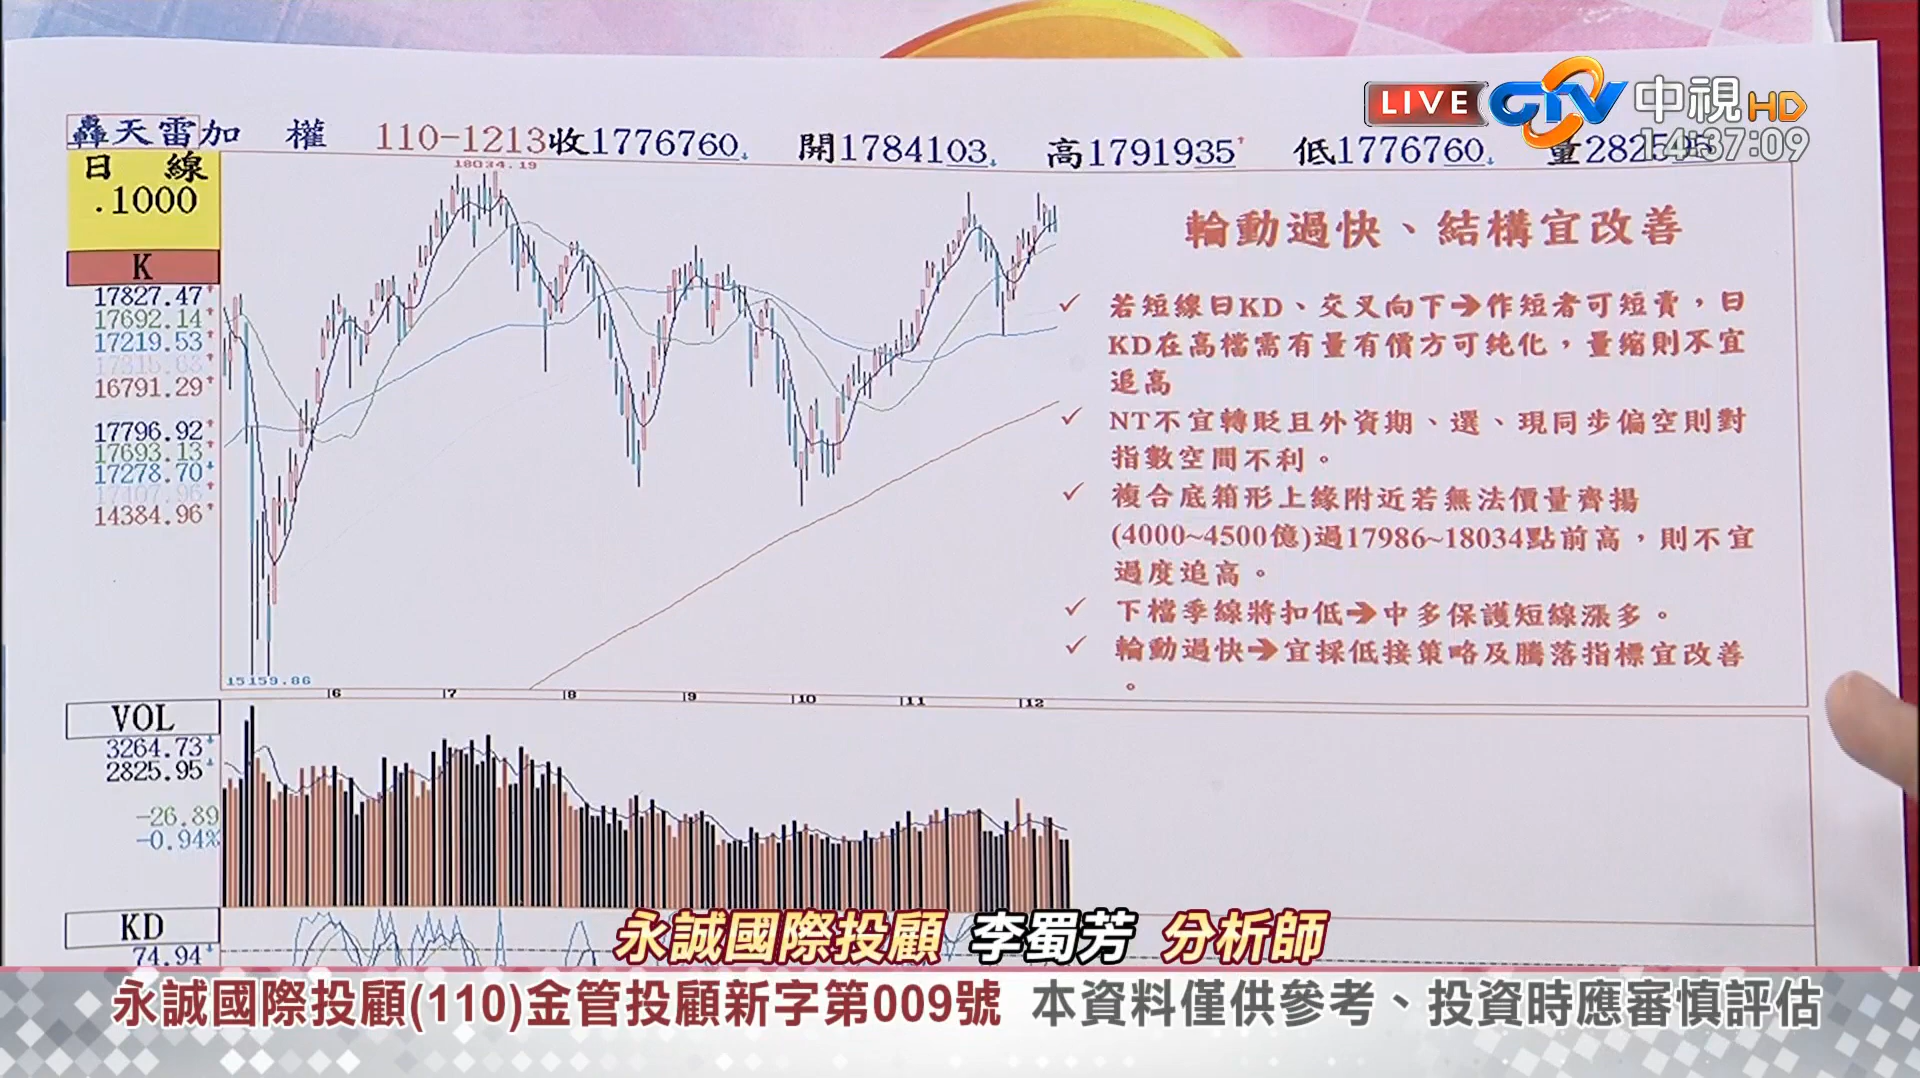 LIVE CTV 中視 HD
14:37:09
轟天雷加 權 110-1213收1776760 開1784103 高1791935 低1776760
日 線
.1000
K
17827.47
17692.14
17219.53
17315.63
16791.29
17796.92
17693.13
17278.70
17407.96
14384.96
18034.19
15159.86
輪動過快、結構宜改善
✓ 若短線日KD、交叉向下➔作短者可短賣，日
KD在高檔需有量有價方可鈍化，量縮則不宜
追高
✓ NT不宜轉貶且外資期、選、現同步偏空則對
指數空間不利。
✓ 複合底箱形上緣附近若無法價量齊揚
(4000~4500億)過17986~18034點前高，則不宜
過度追高。
✓ 下檔季線將扣低➔中多保護短線漲多。
✓ 輪動過快➔宜採低接策略及騰落指標宜改善
。
6 7 8 9 10 11 12
VOL
3264.73
2825.95
-26.89
-0.94%
KD
74.94
永誠國際投顧 李蜀芳 分析師
永誠國際投顧(110)金管投顧新字第009號 本資料僅供參考、投資時應審慎評估